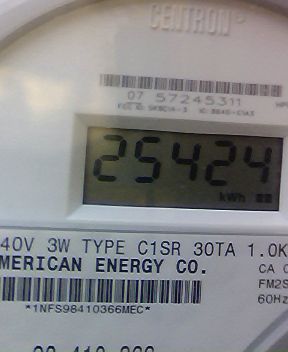 CENTRON®
07 57245311
25424
kWh
40V 3W TYPE C1SR 30TA 1.0K
MERICAN ENERGY CO.
CA
FM2S
60Hz
*1NFS98410366MEC*